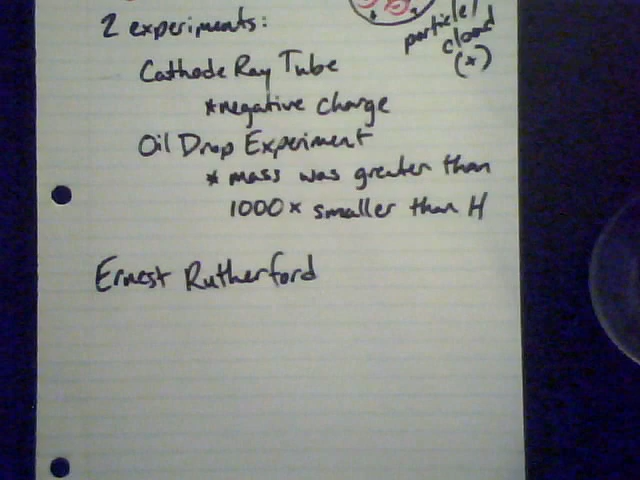 2 experiments:
particle/
cloud
(+)
Cathode Ray Tube
*negative charge
Oil Drop Experiment
* mass was greater than
1000x smaller than H
Ernest Rutherford